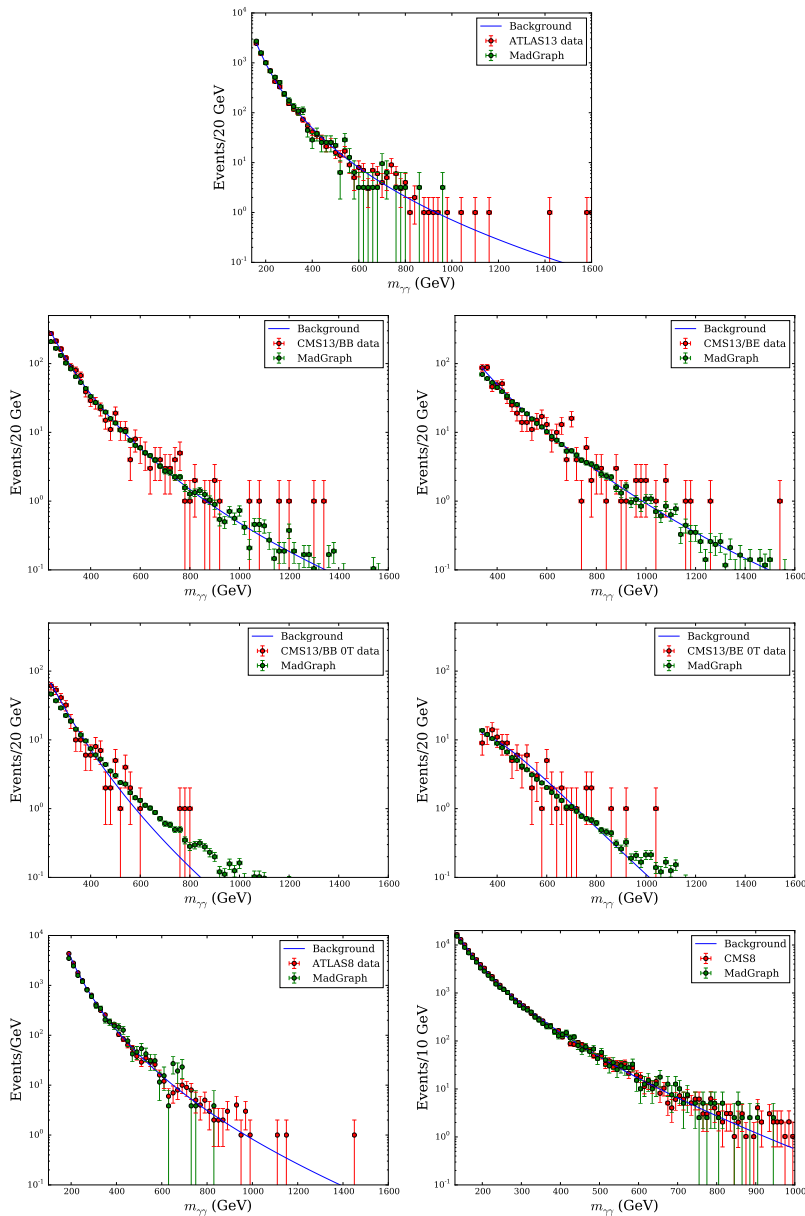 10^4
10^3
10^2
10^1
10^0
10^-1
Events/20 GeV
Background
ATLAS13 data
MadGraph
200 400 600 800 1000 1200 1400 1600
m_γγ (GeV)
10^2
10^1
10^0
10^-1
Events/20 GeV
Background
CMS13/BB data
MadGraph
400 600 800 1000 1200 1400 1600
m_γγ (GeV)
10^2
10^1
10^0
10^-1
Events/20 GeV
Background
CMS13/BE data
MadGraph
400 600 800 1000 1200 1400 1600
m_γγ (GeV)
10^2
10^1
10^0
10^-1
Events/20 GeV
Background
CMS13/BB 0T data
MadGraph
400 600 800 1000 1200 1400 1600
m_γγ (GeV)
10^2
10^1
10^0
10^-1
Events/20 GeV
Background
CMS13/BE 0T data
MadGraph
400 600 800 1000 1200 1400 1600
m_γγ (GeV)
10^4
10^3
10^2
10^1
10^0
10^-1
Events/GeV
Background
ATLAS8 data
MadGraph
200 400 600 800 1000 1200 1400 1600
m_γγ (GeV)
10^4
10^3
10^2
10^1
10^0
10^-1
Events/10 GeV
Background
CMS8
MadGraph
200 300 400 500 600 700 800 900 1000
m_γγ (GeV)